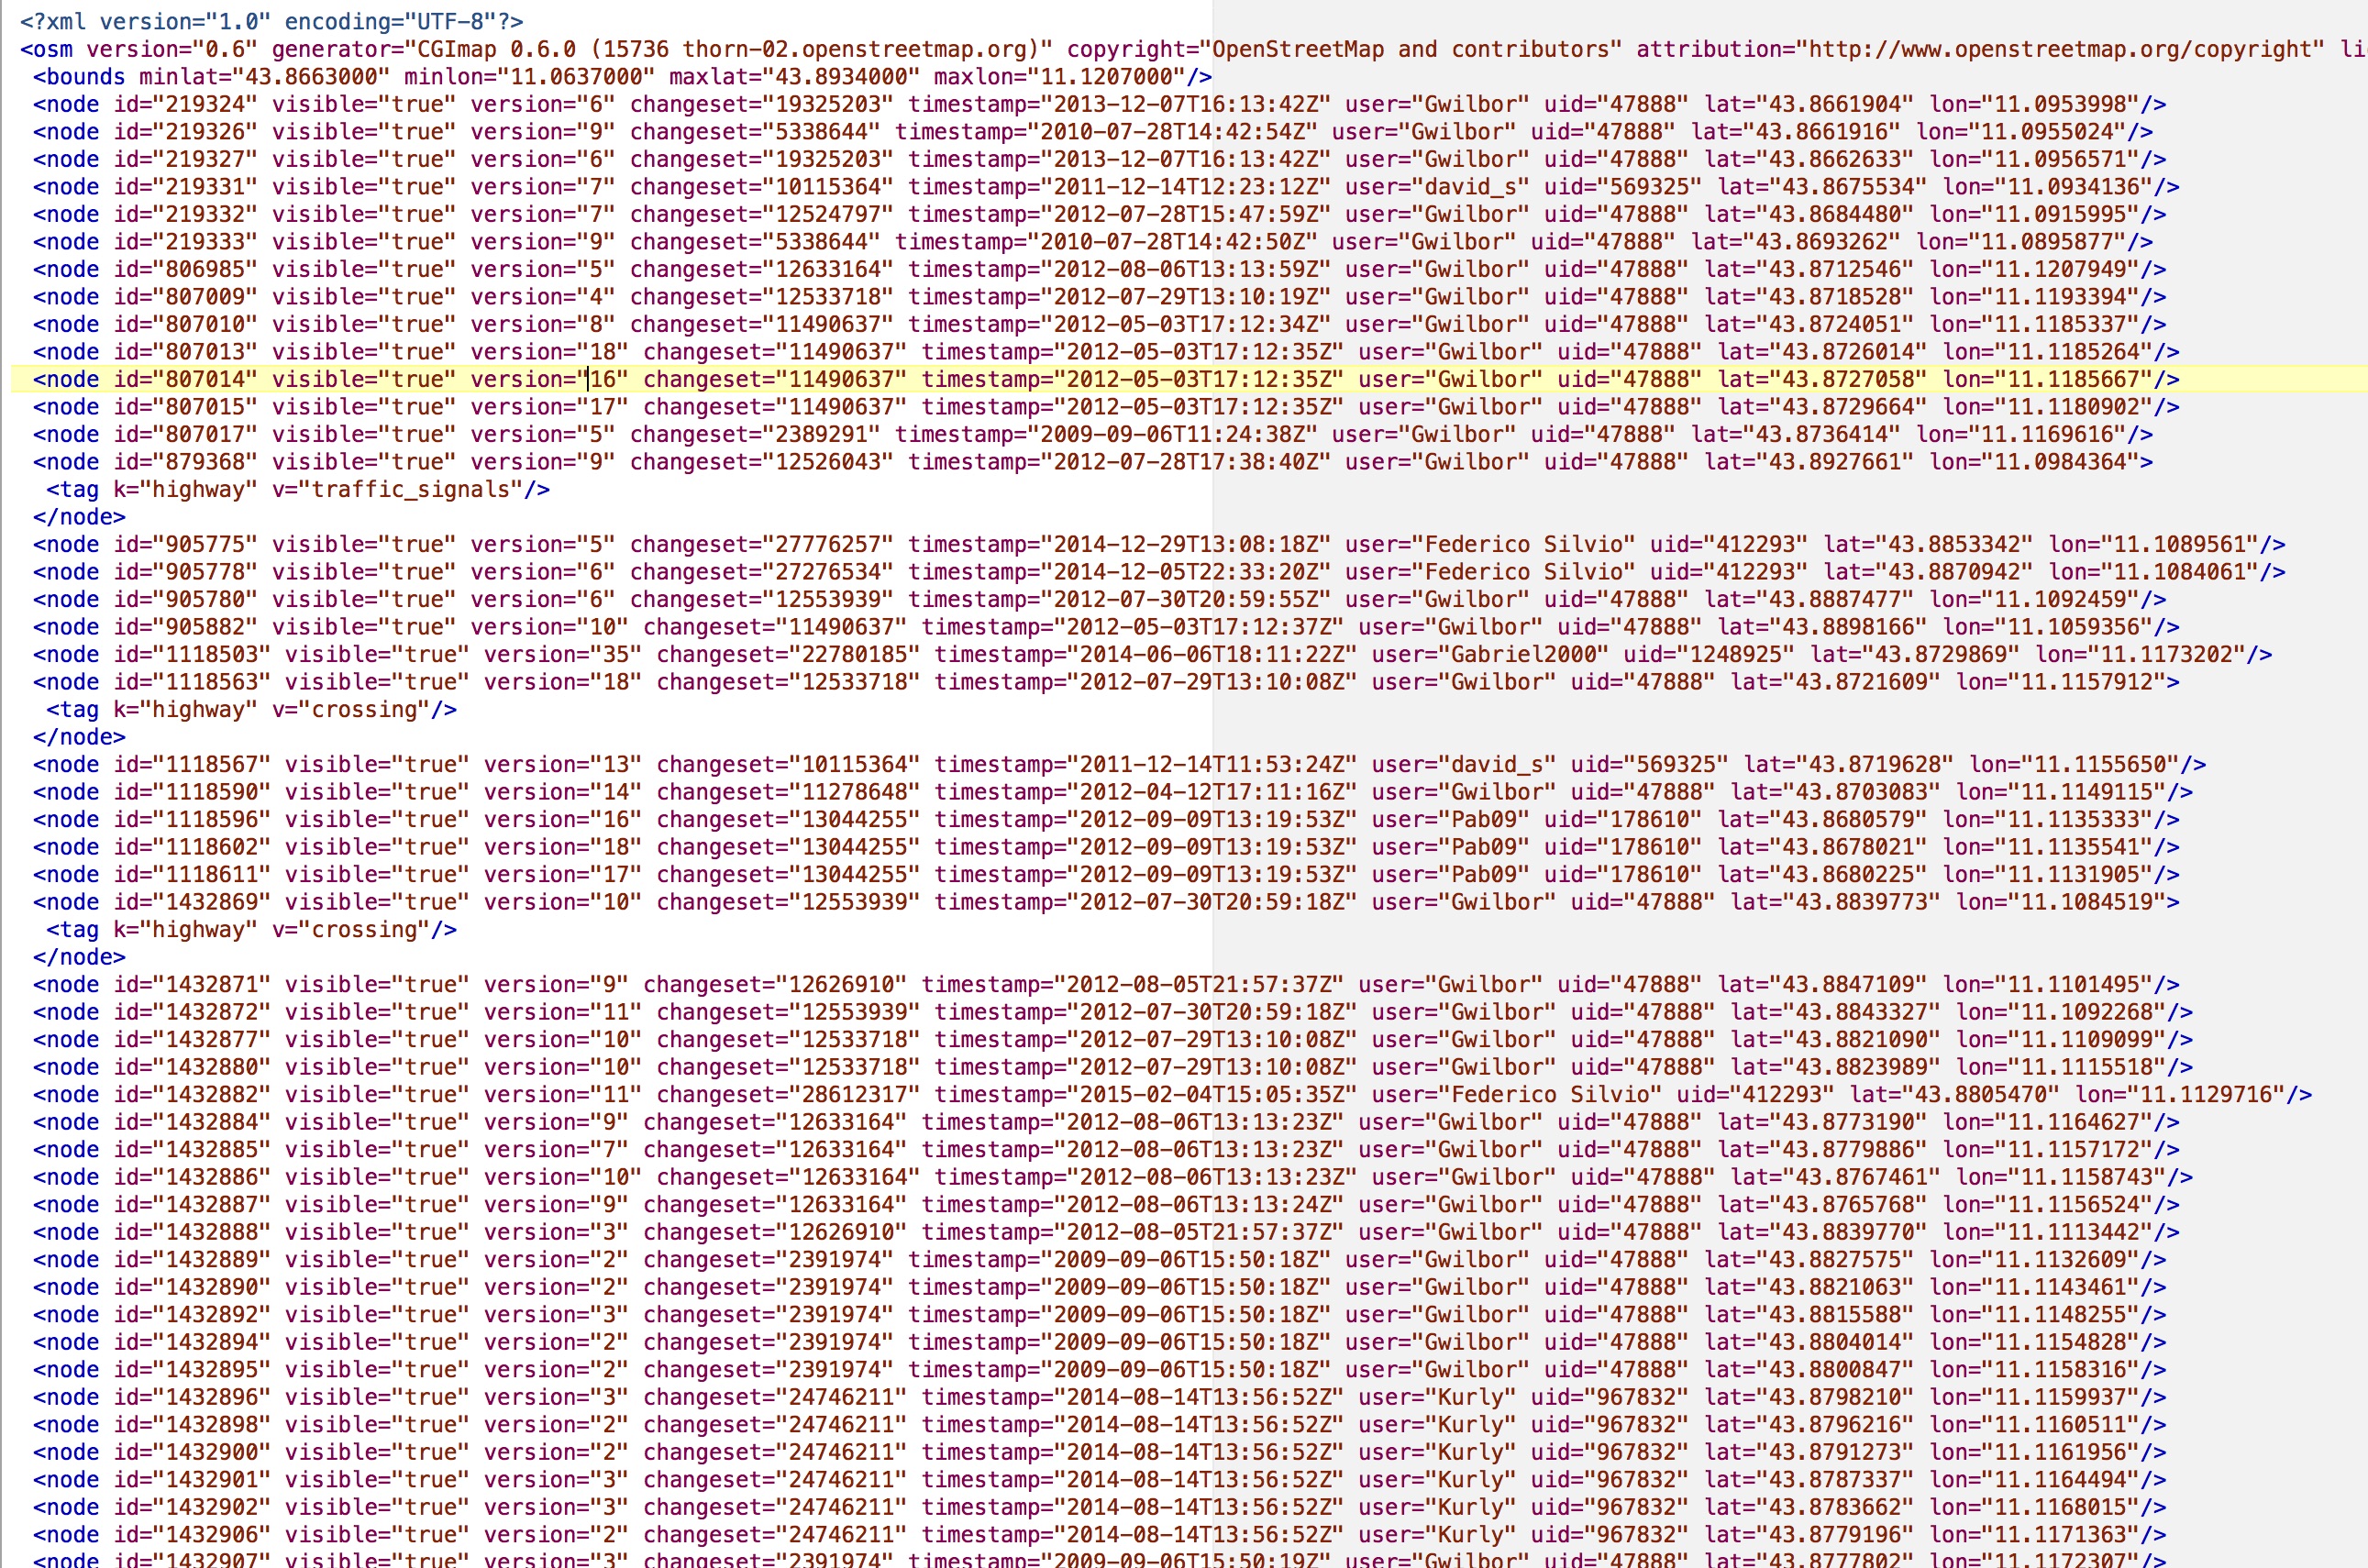 <?xml version="1.0" encoding="UTF-8"?>
<osm version="0.6" generator="CGImap 0.6.0 (15736 thorn-02.openstreetmap.org)" copyright="OpenStreetMap and contributors" attribution="http://www.openstreetmap.org/copyright" li
<bounds minlat="43.8663000" minlon="11.0637000" maxlat="43.8934000" maxlon="11.1207000"/>
<node id="219324" visible="true" version="6" changeset="19325203" timestamp="2013-12-07T16:13:42Z" user="Gwilbor" uid="47888" lat="43.8661904" lon="11.0953998"/>
<node id="219326" visible="true" version="9" changeset="5338644" timestamp="2010-07-28T14:42:54Z" user="Gwilbor" uid="47888" lat="43.8661916" lon="11.0955024"/>
<node id="219327" visible="true" version="6" changeset="19325203" timestamp="2013-12-07T16:13:42Z" user="Gwilbor" uid="47888" lat="43.8662633" lon="11.0956571"/>
<node id="219331" visible="true" version="7" changeset="10115364" timestamp="2011-12-14T12:23:12Z" user="david_s" uid="569325" lat="43.8675534" lon="11.0934136"/>
<node id="219332" visible="true" version="7" changeset="12524797" timestamp="2012-07-28T15:47:59Z" user="Gwilbor" uid="47888" lat="43.8684480" lon="11.0915995"/>
<node id="219333" visible="true" version="9" changeset="5338644" timestamp="2010-07-28T14:42:50Z" user="Gwilbor" uid="47888" lat="43.8693262" lon="11.0895877"/>
<node id="806985" visible="true" version="5" changeset="12633164" timestamp="2012-08-06T13:13:59Z" user="Gwilbor" uid="47888" lat="43.8712546" lon="11.1207949"/>
<node id="807009" visible="true" version="4" changeset="12533718" timestamp="2012-07-29T13:10:19Z" user="Gwilbor" uid="47888" lat="43.8718528" lon="11.1193394"/>
<node id="807010" visible="true" version="8" changeset="11490637" timestamp="2012-05-03T17:12:34Z" user="Gwilbor" uid="47888" lat="43.8724051" lon="11.1185337"/>
<node id="807013" visible="true" version="18" changeset="11490637" timestamp="2012-05-03T17:12:35Z" user="Gwilbor" uid="47888" lat="43.8726014" lon="11.1185264"/>
<node id="807014" visible="true" version="16" changeset="11490637" timestamp="2012-05-03T17:12:35Z" user="Gwilbor" uid="47888" lat="43.8727058" lon="11.1185667"/>
<node id="807015" visible="true" version="17" changeset="11490637" timestamp="2012-05-03T17:12:35Z" user="Gwilbor" uid="47888" lat="43.8729664" lon="11.1180902"/>
<node id="807017" visible="true" version="5" changeset="2389291" timestamp="2009-09-06T11:24:38Z" user="Gwilbor" uid="47888" lat="43.8736414" lon="11.1169616"/>
<node id="879368" visible="true" version="9" changeset="12526043" timestamp="2012-07-28T17:38:40Z" user="Gwilbor" uid="47888" lat="43.8927661" lon="11.0984364">
<tag k="highway" v="traffic_signals"/>
</node>
<node id="905775" visible="true" version="5" changeset="27776257" timestamp="2014-12-29T13:08:18Z" user="Federico Silvio" uid="412293" lat="43.8853342" lon="11.1089561"/>
<node id="905778" visible="true" version="6" changeset="27276534" timestamp="2014-12-05T22:33:20Z" user="Federico Silvio" uid="412293" lat="43.8870942" lon="11.1084061"/>
<node id="905780" visible="true" version="6" changeset="12553939" timestamp="2012-07-30T20:59:55Z" user="Gwilbor" uid="47888" lat="43.8887477" lon="11.1092459"/>
<node id="905882" visible="true" version="10" changeset="11490637" timestamp="2012-05-03T17:12:37Z" user="Gwilbor" uid="47888" lat="43.8898166" lon="11.1059356"/>
<node id="1118503" visible="true" version="35" changeset="22780185" timestamp="2014-06-06T18:11:22Z" user="Gabriel2000" uid="1248925" lat="43.8729869" lon="11.1173202"/>
<node id="1118563" visible="true" version="18" changeset="12533718" timestamp="2012-07-29T13:10:08Z" user="Gwilbor" uid="47888" lat="43.8721609" lon="11.1157912">
<tag k="highway" v="crossing"/>
</node>
<node id="1118567" visible="true" version="13" changeset="10115364" timestamp="2011-12-14T11:53:24Z" user="david_s" uid="569325" lat="43.8719628" lon="11.1155650"/>
<node id="1118590" visible="true" version="14" changeset="11278648" timestamp="2012-04-12T17:11:16Z" user="Gwilbor" uid="47888" lat="43.8703083" lon="11.1149115"/>
<node id="1118596" visible="true" version="16" changeset="13044255" timestamp="2012-09-09T13:19:53Z" user="Pab09" uid="178610" lat="43.8680579" lon="11.1135333"/>
<node id="1118602" visible="true" version="18" changeset="13044255" timestamp="2012-09-09T13:19:53Z" user="Pab09" uid="178610" lat="43.8678021" lon="11.1135541"/>
<node id="1118611" visible="true" version="17" changeset="13044255" timestamp="2012-09-09T13:19:53Z" user="Pab09" uid="178610" lat="43.8680225" lon="11.1131905"/>
<node id="1432869" visible="true" version="10" changeset="12553939" timestamp="2012-07-30T20:59:18Z" user="Gwilbor" uid="47888" lat="43.8839773" lon="11.1084519">
<tag k="highway" v="crossing"/>
</node>
<node id="1432871" visible="true" version="9" changeset="12626910" timestamp="2012-08-05T21:57:37Z" user="Gwilbor" uid="47888" lat="43.8847109" lon="11.1101495"/>
<node id="1432872" visible="true" version="11" changeset="12553939" timestamp="2012-07-30T20:59:18Z" user="Gwilbor" uid="47888" lat="43.8843327" lon="11.1092268"/>
<node id="1432877" visible="true" version="10" changeset="12533718" timestamp="2012-07-29T13:10:08Z" user="Gwilbor" uid="47888" lat="43.8821090" lon="11.1109099"/>
<node id="1432880" visible="true" version="10" changeset="12533718" timestamp="2012-07-29T13:10:08Z" user="Gwilbor" uid="47888" lat="43.8823989" lon="11.1115518"/>
<node id="1432882" visible="true" version="11" changeset="28612317" timestamp="2015-02-04T15:05:35Z" user="Federico Silvio" uid="412293" lat="43.8805470" lon="11.1129716"/>
<node id="1432884" visible="true" version="9" changeset="12633164" timestamp="2012-08-06T13:13:23Z" user="Gwilbor" uid="47888" lat="43.8773190" lon="11.1164627"/>
<node id="1432885" visible="true" version="7" changeset="12633164" timestamp="2012-08-06T13:13:23Z" user="Gwilbor" uid="47888" lat="43.8779886" lon="11.1157172"/>
<node id="1432886" visible="true" version="10" changeset="12633164" timestamp="2012-08-06T13:13:23Z" user="Gwilbor" uid="47888" lat="43.8767461" lon="11.1158743"/>
<node id="1432887" visible="true" version="9" changeset="12633164" timestamp="2012-08-06T13:13:24Z" user="Gwilbor" uid="47888" lat="43.8765768" lon="11.1156524"/>
<node id="1432888" visible="true" version="3" changeset="12626910" timestamp="2012-08-05T21:57:37Z" user="Gwilbor" uid="47888" lat="43.8839770" lon="11.1113442"/>
<node id="1432889" visible="true" version="2" changeset="2391974" timestamp="2009-09-06T15:50:18Z" user="Gwilbor" uid="47888" lat="43.8827575" lon="11.1132609"/>
<node id="1432890" visible="true" version="2" changeset="2391974" timestamp="2009-09-06T15:50:18Z" user="Gwilbor" uid="47888" lat="43.8821063" lon="11.1143461"/>
<node id="1432892" visible="true" version="3" changeset="2391974" timestamp="2009-09-06T15:50:18Z" user="Gwilbor" uid="47888" lat="43.8815588" lon="11.1148255"/>
<node id="1432894" visible="true" version="2" changeset="2391974" timestamp="2009-09-06T15:50:18Z" user="Gwilbor" uid="47888" lat="43.8804014" lon="11.1154828"/>
<node id="1432895" visible="true" version="2" changeset="2391974" timestamp="2009-09-06T15:50:18Z" user="Gwilbor" uid="47888" lat="43.8800847" lon="11.1158316"/>
<node id="1432896" visible="true" version="3" changeset="24746211" timestamp="2014-08-14T13:56:52Z" user="Kurly" uid="967832" lat="43.8798210" lon="11.1159937"/>
<node id="1432898" visible="true" version="2" changeset="24746211" timestamp="2014-08-14T13:56:52Z" user="Kurly" uid="967832" lat="43.8796216" lon="11.1160511"/>
<node id="1432900" visible="true" version="2" changeset="24746211" timestamp="2014-08-14T13:56:52Z" user="Kurly" uid="967832" lat="43.8791273" lon="11.1161956"/>
<node id="1432901" visible="true" version="3" changeset="24746211" timestamp="2014-08-14T13:56:52Z" user="Kurly" uid="967832" lat="43.8787337" lon="11.1164494"/>
<node id="1432902" visible="true" version="3" changeset="24746211" timestamp="2014-08-14T13:56:52Z" user="Kurly" uid="967832" lat="43.8783662" lon="11.1168015"/>
<node id="1432906" visible="true" version="2" changeset="24746211" timestamp="2014-08-14T13:56:52Z" user="Kurly" uid="967832" lat="43.8779196" lon="11.1171363"/>
<node id="1432907" visible="true" version="3" changeset="2391974" timestamp="2009-09-06T15:50:19Z" user="Gwilbor" uid="47888" lat="43.8777802" lon="11.1172307"/>